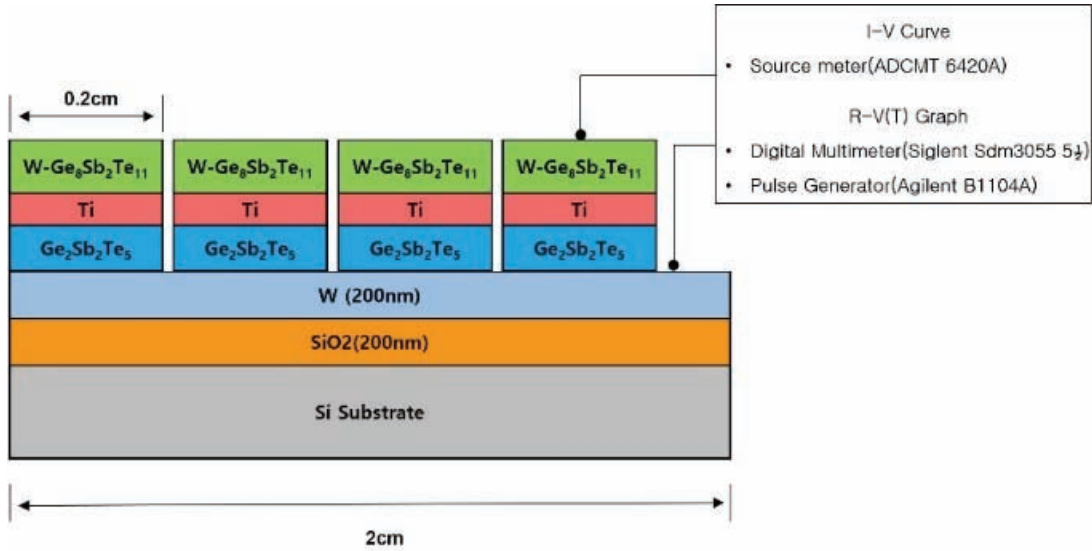 I-V Curve
• Source meter(ADCMT 6420A)
R-V(T) Graph
• Digital Multimeter(Siglent Sdm3055 5½)
• Pulse Generator(Agilent B1104A)
0.2cm
W-Ge₈Sb₂Te₁₁ W-Ge₈Sb₂Te₁₁ W-Ge₈Sb₂Te₁₁ W-Ge₈Sb₂Te₁₁
Ti Ti Ti Ti
Ge₂Sb₂Te₅ Ge₂Sb₂Te₅ Ge₂Sb₂Te₅ Ge₂Sb₂Te₅
W (200nm)
SiO2(200nm)
Si Substrate
2cm